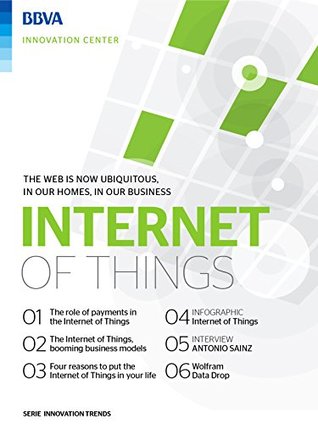 BBVA
INNOVATION CENTER
THE WEB IS NOW UBIQUITOUS,
IN OUR HOMES, IN OUR BUSINESS
INTERNET
OF THINGS
01 The role of payments in
the Internet of Things
02 The Internet of Things,
booming business models
03 Four reasons to put the
Internet of Things in your life
04 INFOGRAPHIC
Internet of Things
05 INTERVIEW
ANTONIO SAINZ
06 Wolfram
Data Drop
SERIE INNOVATION TRENDS